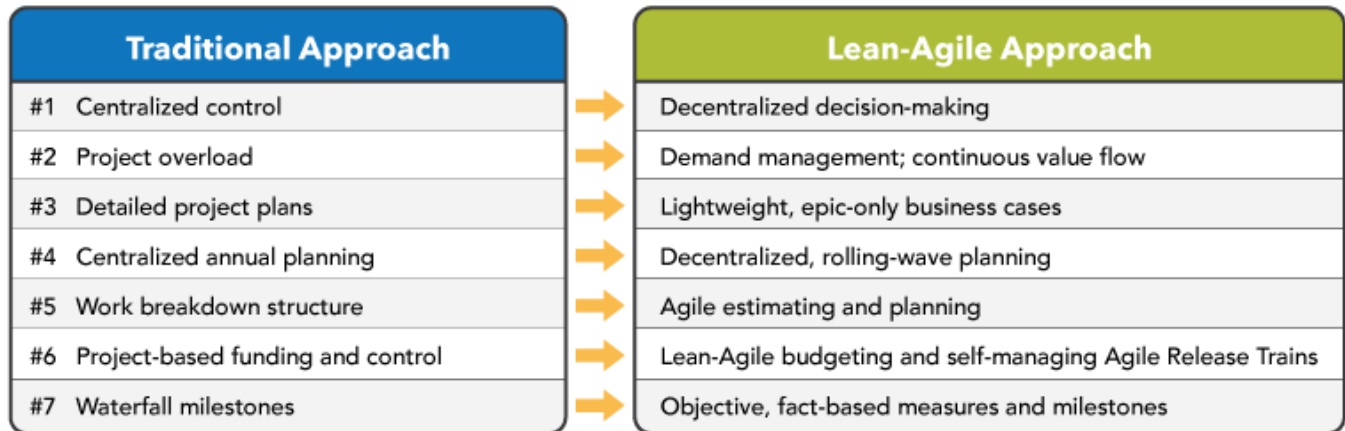 Traditional Approach
Lean-Agile Approach
#1 Centralized control
Decentralized decision-making
#2 Project overload
Demand management; continuous value flow
#3 Detailed project plans
Lightweight, epic-only business cases
#4 Centralized annual planning
Decentralized, rolling-wave planning
#5 Work breakdown structure
Agile estimating and planning
#6 Project-based funding and control
Lean-Agile budgeting and self-managing Agile Release Trains
#7 Waterfall milestones
Objective, fact-based measures and milestones